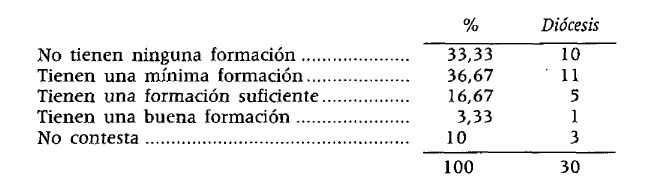 % Diócesis
No tienen ninguna formación ..................... 33,33 10
Tienen una mínima formación .................... 36,67 11
Tienen una formación suficiente ................. 16,67 5
Tienen una buena formación ...................... 3,33 1
No contesta ................................................... 10 3
100 30